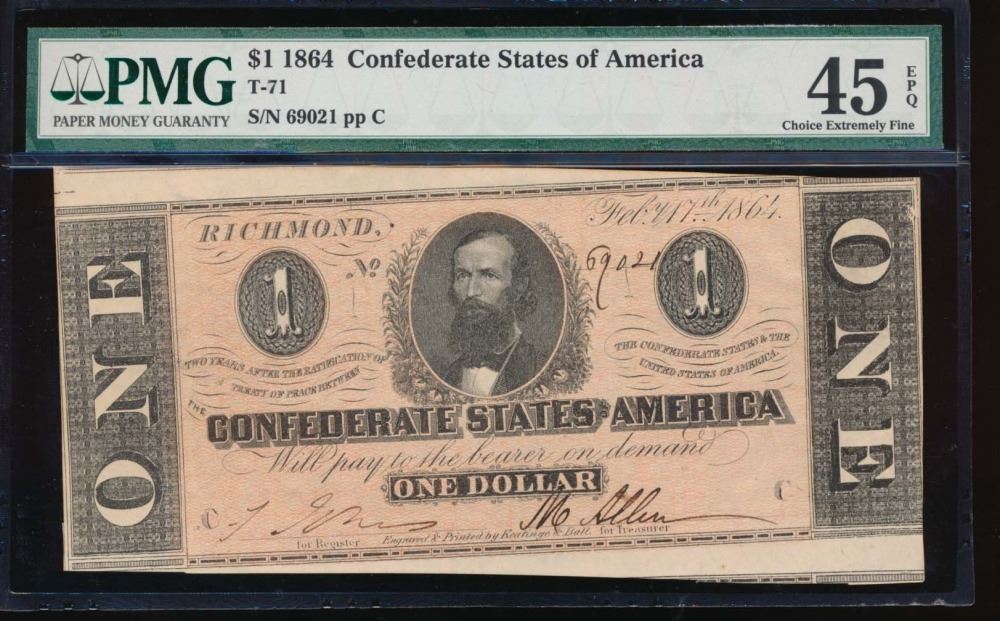 PMG
PAPER MONEY GUARANTY
$1 1864 Confederate States of America
T-71
S/N 69021 pp C
45
EPQ
Choice Extremely Fine
ONE
RICHMOND,
Feby. 17th. 1864.
No
69021
1
1
TWO YEARS AFTER THE RATIFICATION OF
A TREATY OF PEACE BETWEEN
THE CONFEDERATE STATES & THE
UNITED STATES OF AMERICA.
THE
CONFEDERATE STATES OF AMERICA
Will pay to the bearer on demand
ONE DOLLAR
C
C
M Allen
for Register
Engraved & Printed by Keatinge & Ball.
for Treasurer
ONE